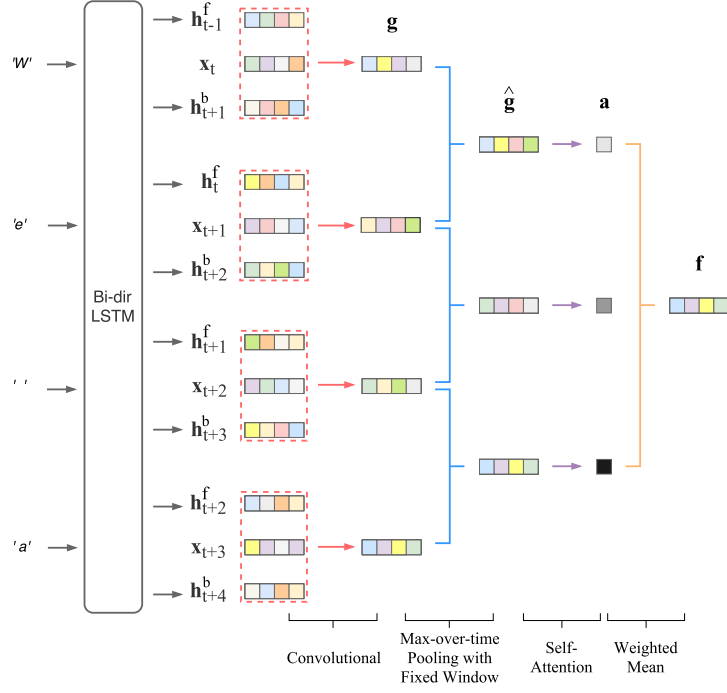 h^f_{t-1}
g
'W'
x_t
h^b_{t+1}
ĝ
a
h^f_t
'e'
x_{t+1}
h^b_{t+2}
f
Bi-dir
LSTM
h^f_{t+1}
' '
x_{t+2}
h^b_{t+3}
h^f_{t+2}
'a'
x_{t+3}
h^b_{t+4}
Convolutional
Max-over-time
Pooling with
Fixed Window
Self-
Attention
Weighted
Mean